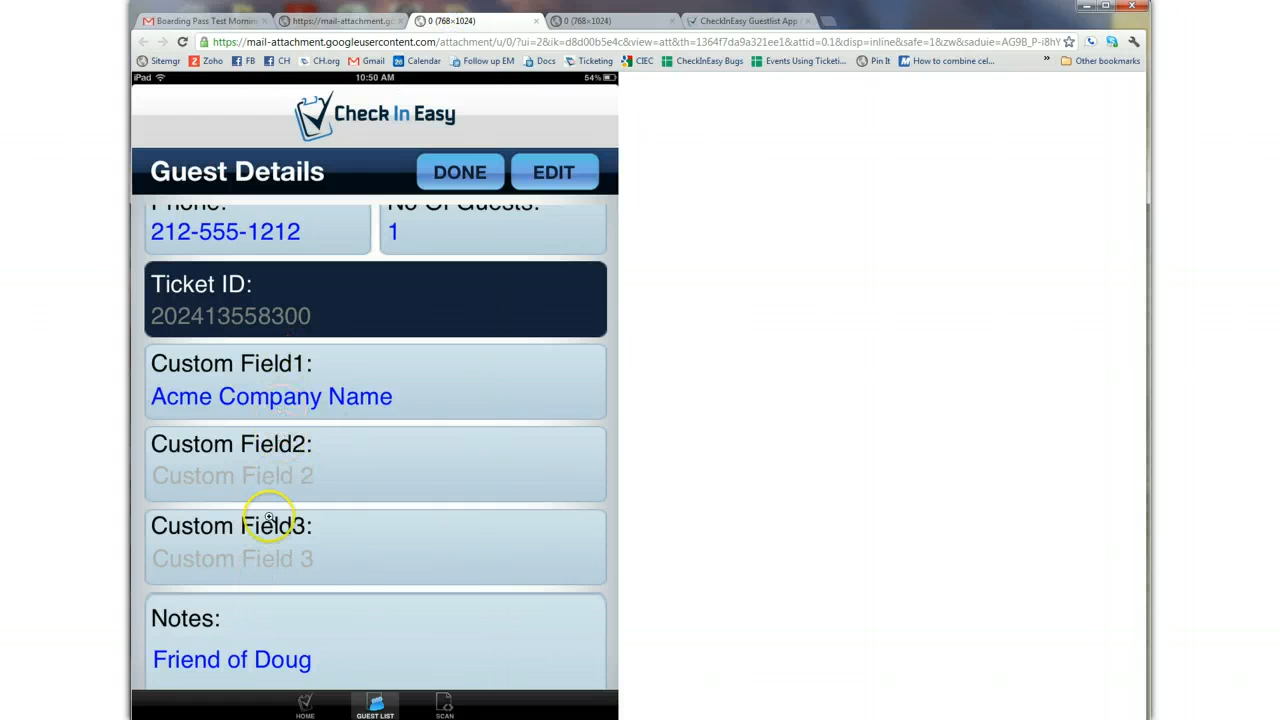 Boarding Pass Test Mornin
https://mail-attachment.go
0 (768×1024)
0 (768×1024)
CheckInEasy Guestlist App
https://mail-attachment.googleusercontent.com/attachment/u/0/?ui=2&ik=d8d00b5e4c&view=att&th=1364f7da9a321ee1&attid=0.1&disp=inline&safe=1&zw&saduie=AG9B_P-i8hY
Sitemgr Zoho FB CH CH.org Gmail Calendar Follow up EM Docs Ticketing CIEC CheckInEasy Bugs Events Using Ticketi... Pin It How to combine cel... » Other bookmarks
iPad 10:50 AM 54%
Check In Easy
Guest Details DONE EDIT
Phone: No Of Guests:
212-555-1212 1
Ticket ID:
202413558300
Custom Field1:
Acme Company Name
Custom Field2:
Custom Field 2
Custom Field3:
Custom Field 3
Notes:
Friend of Doug
HOME GUEST LIST SCAN